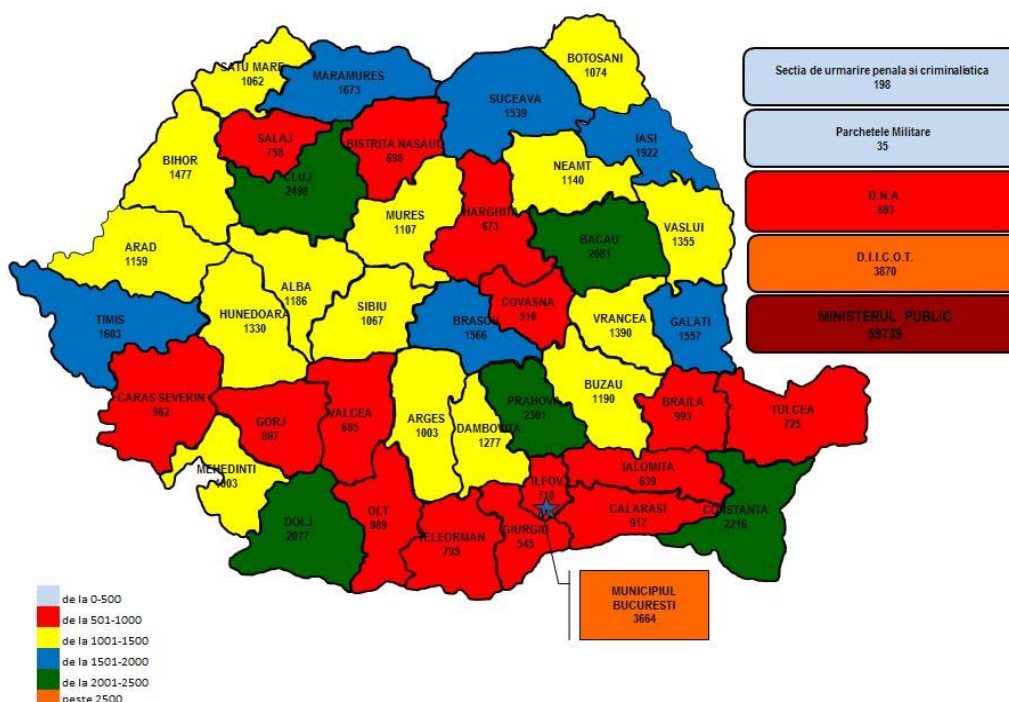 SATU MARE
1062
MARAMURES
1673
BOTOSANI
1074
SUCEAVA
1539
IASI
1922
SALAJ
758
BISTRITA NASAUD
698
BIHOR
1477
CLUJ
2498
NEAMT
1140
MURES
1107
HARGHITA
673
BACAU
2081
VASLUI
1355
ARAD
1159
ALBA
1186
SIBIU
1067
COVASNA
510
TIMIS
1603
HUNEDOARA
1330
BRASOV
1566
VRANCEA
1390
GALATI
1557
CARAS SEVERIN
962
GORJ
897
VALCEA
685
ARGES
1003
DAMBOVITA
1277
PRAHOVA
2301
BUZAU
1190
BRAILA
993
TULCEA
725
MEHEDINTI
1003
DOLJ
2077
OLT
989
TELEORMAN
795
GIURGIU
545
ILFOV
710
IALOMITA
639
CALARASI
917
CONSTANTA
2216
MUNICIPIUL
BUCURESTI
3664
Sectia de urmarire penala si criminalistica
198
Parchetele Militare
35
D.N.A.
803
D.I.I.C.O.T.
3870
MINISTERUL PUBLIC
59739
de la 0-500
de la 501-1000
de la 1001-1500
de la 1501-2000
de la 2001-2500
peste 2500